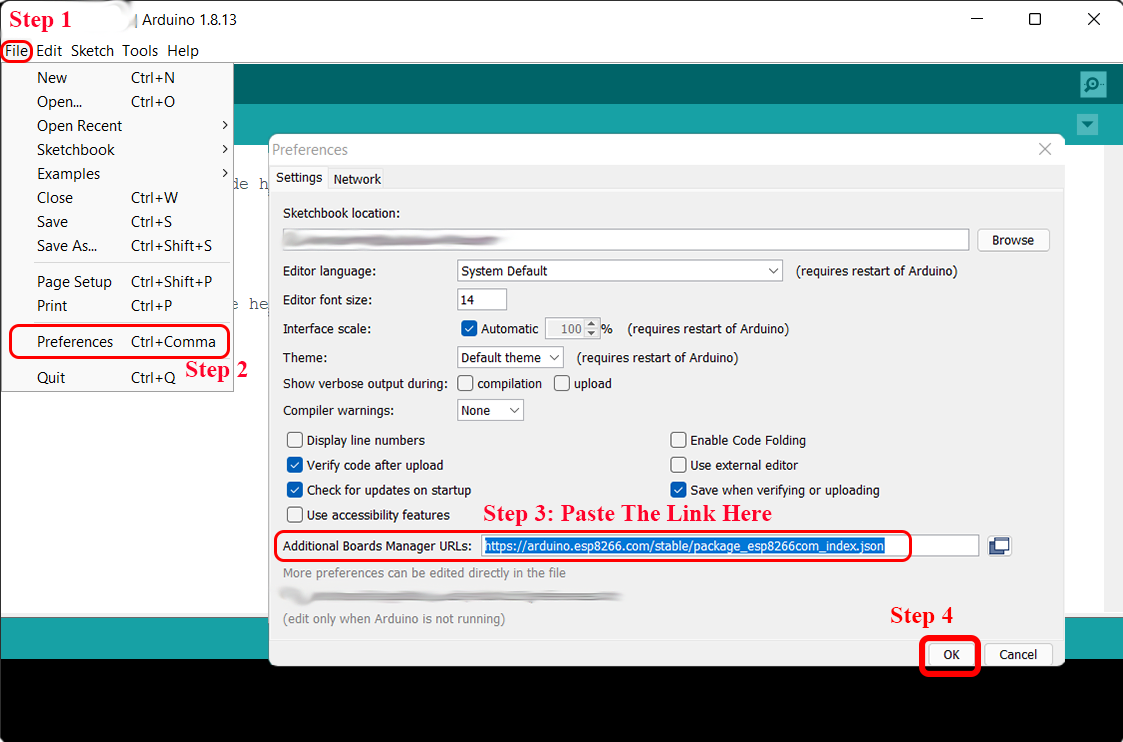 Step 1
Arduino 1.8.13
File Edit Sketch Tools Help
New Ctrl+N
Open... Ctrl+O
Open Recent
Sketchbook
Examples
Close Ctrl+W
Save Ctrl+S
Save As... Ctrl+Shift+S
Page Setup Ctrl+Shift+P
Print Ctrl+P
Preferences Ctrl+Comma
Step 2
Quit Ctrl+Q
de h
e he
Preferences
Settings Network
Sketchbook location:
Browse
Editor language: System Default (requires restart of Arduino)
Editor font size: 14
Interface scale: Automatic 100 % (requires restart of Arduino)
Theme: Default theme (requires restart of Arduino)
Show verbose output during: compilation upload
Compiler warnings: None
Display line numbers Enable Code Folding
Verify code after upload Use external editor
Check for updates on startup Save when verifying or uploading
Use accessibility features
Step 3: Paste The Link Here
Additional Boards Manager URLs: https://arduino.esp8266.com/stable/package_esp8266com_index.json
More preferences can be edited directly in the file
(edit only when Arduino is not running)
Step 4
OK Cancel